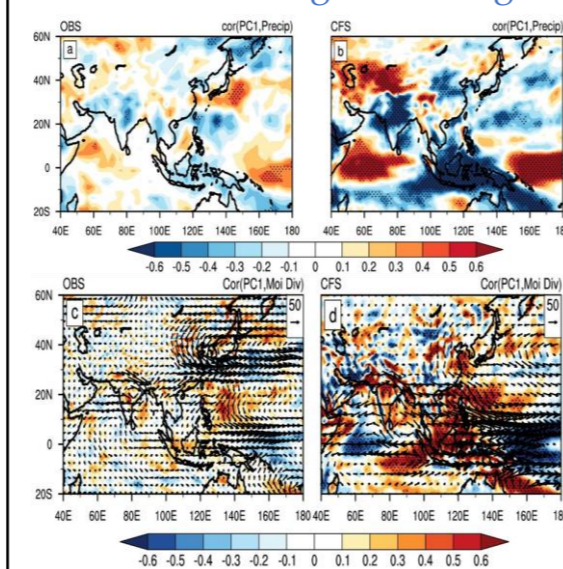 OBS cor(PC1,Precip) CFS cor(PC1,Precip)
60N
a b
40N
20N
0
20S
40E 60E 80E 100E 120E 140E 160E 180 40E 60E 80E 100E 120E 140E 160E 180
-0.6 -0.5 -0.4 -0.3 -0.2 -0.1 0 0.1 0.2 0.3 0.4 0.5 0.6
OBS Cor(PC1,Moi Div) CFS Cor(PC1,Moi Div)
60N
c 50 d 50
40N
20N
0
20S
40E 60E 80E 100E 120E 140E 160E 180 40E 60E 80E 100E 120E 140E 160E 180
-0.6 -0.5 -0.4 -0.3 -0.2 -0.1 0 0.1 0.2 0.3 0.4 0.5 0.6